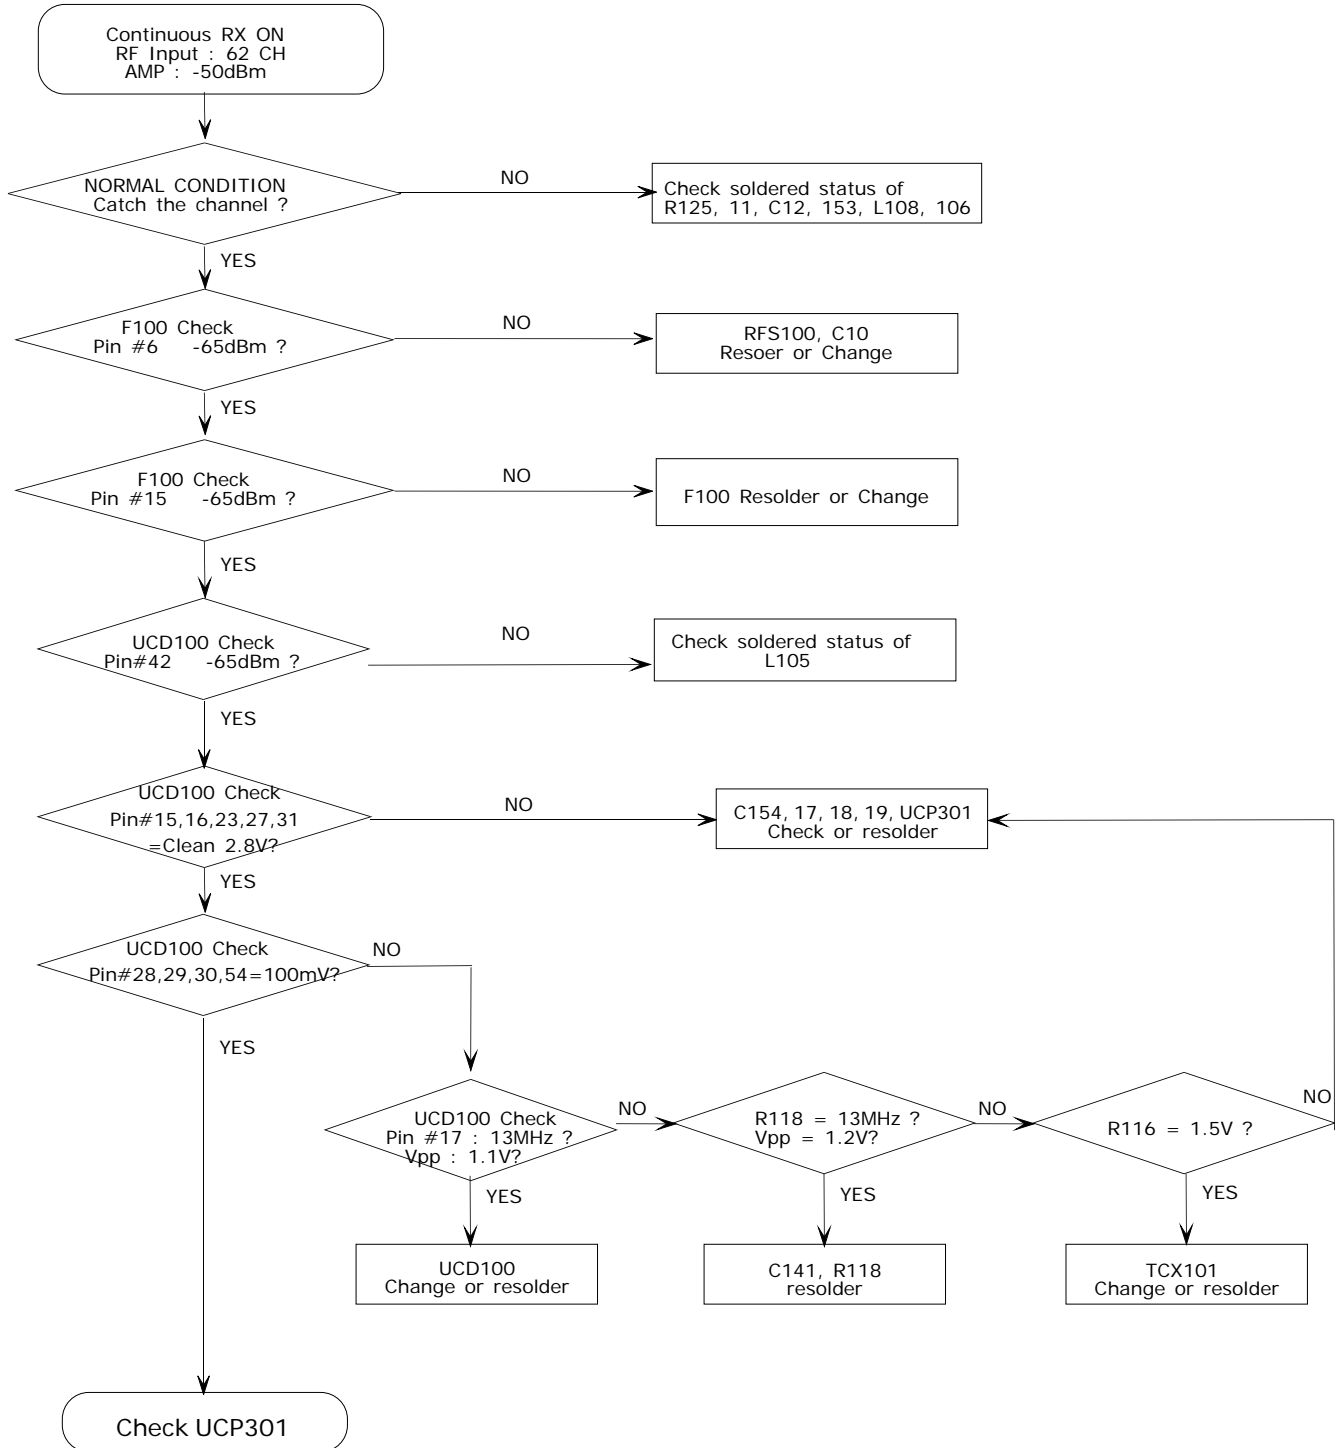 Continuous RX ON
RF Input : 62 CH
AMP : -50dBm
NORMAL CONDITION
Catch the channel ?
NO
Check soldered status of
R125, 11, C12, 153, L108, 106
YES
F100 Check
Pin #6 -65dBm ?
NO
RFS100, C10
Resoer or Change
YES
F100 Check
Pin #15 -65dBm ?
NO
F100 Resolder or Change
YES
UCD100 Check
Pin#42 -65dBm ?
NO
Check soldered status of
L105
YES
UCD100 Check
Pin#15,16,23,27,31
=Clean 2.8V?
NO
C154, 17, 18, 19, UCP301
Check or resolder
YES
UCD100 Check
Pin#28,29,30,54=100mV?
NO
YES
UCD100 Check
Pin #17 : 13MHz ?
Vpp : 1.1V?
NO
R118 = 13MHz ?
Vpp = 1.2V?
NO
R116 = 1.5V ?
NO
YES
YES
YES
UCD100
Change or resolder
C141, R118
resolder
TCX101
Change or resolder
Check UCP301